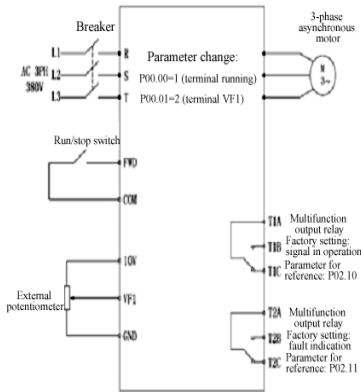 Breaker
3-phase
asynchronous
motor
L1
R
Parameter change:
AC 3PH
380V
L2
S
P00.00=1 (terminal running)
M
3~
L3
T
P00.01=2 (terminal VF1)
Run/stop switch
FWD
COM
10V
External
potentiometer
VF1
GND
T1A
Multifunction
output relay
T1B
Factory setting:
signal in operation
T1C
Parameter for
reference: P02.10
T2A
Multifunction
output relay
T2B
Factory setting:
fault indication
T2C
Parameter for
reference: P02.11